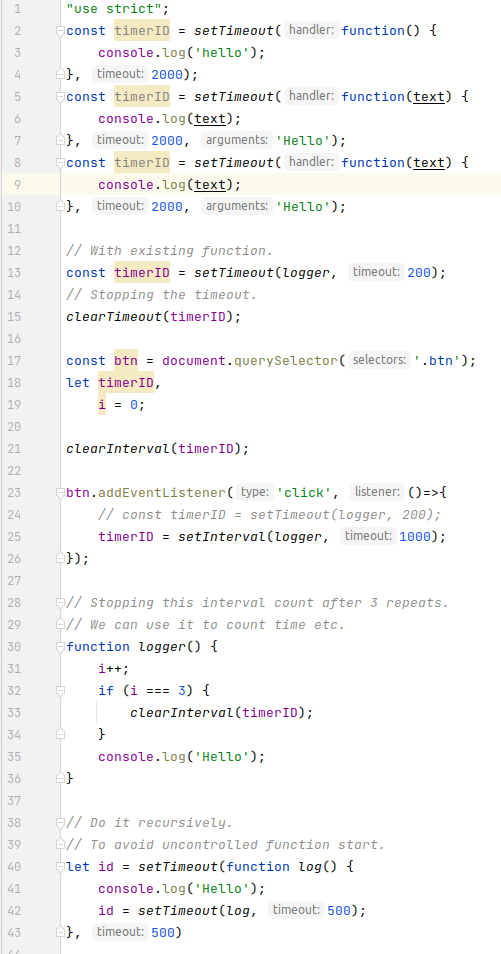 1 "use strict";
2 const timerID = setTimeout( handler: function() {
3     console.log('hello');
4 }, timeout: 2000);
5 const timerID = setTimeout( handler: function(text) {
6     console.log(text);
7 }, timeout: 2000, arguments: 'Hello');
8 const timerID = setTimeout( handler: function(text) {
9     console.log(text);
10 }, timeout: 2000, arguments: 'Hello');
11
12 // With existing function.
13 const timerID = setTimeout(logger, timeout: 200);
14 // Stopping the timeout.
15 clearTimeout(timerID);
16
17 const btn = document.querySelector( selectors: '.btn');
18 let timerID,
19     i = 0;
20
21 clearInterval(timerID);
22
23 btn.addEventListener( type: 'click', listener: ()=>{
24     // const timerID = setTimeout(logger, 200);
25     timerID = setInterval(logger, timeout: 1000);
26 });
27
28 // Stopping this interval count after 3 repeats.
29 // We can use it to count time etc.
30 function logger() {
31     i++;
32     if (i === 3) {
33         clearInterval(timerID);
34     }
35     console.log('Hello');
36 }
37
38 // Do it recursively.
39 // To avoid uncontrolled function start.
40 let id = setTimeout(function log() {
41     console.log('Hello');
42     id = setTimeout(log, timeout: 500);
43 }, timeout: 500)